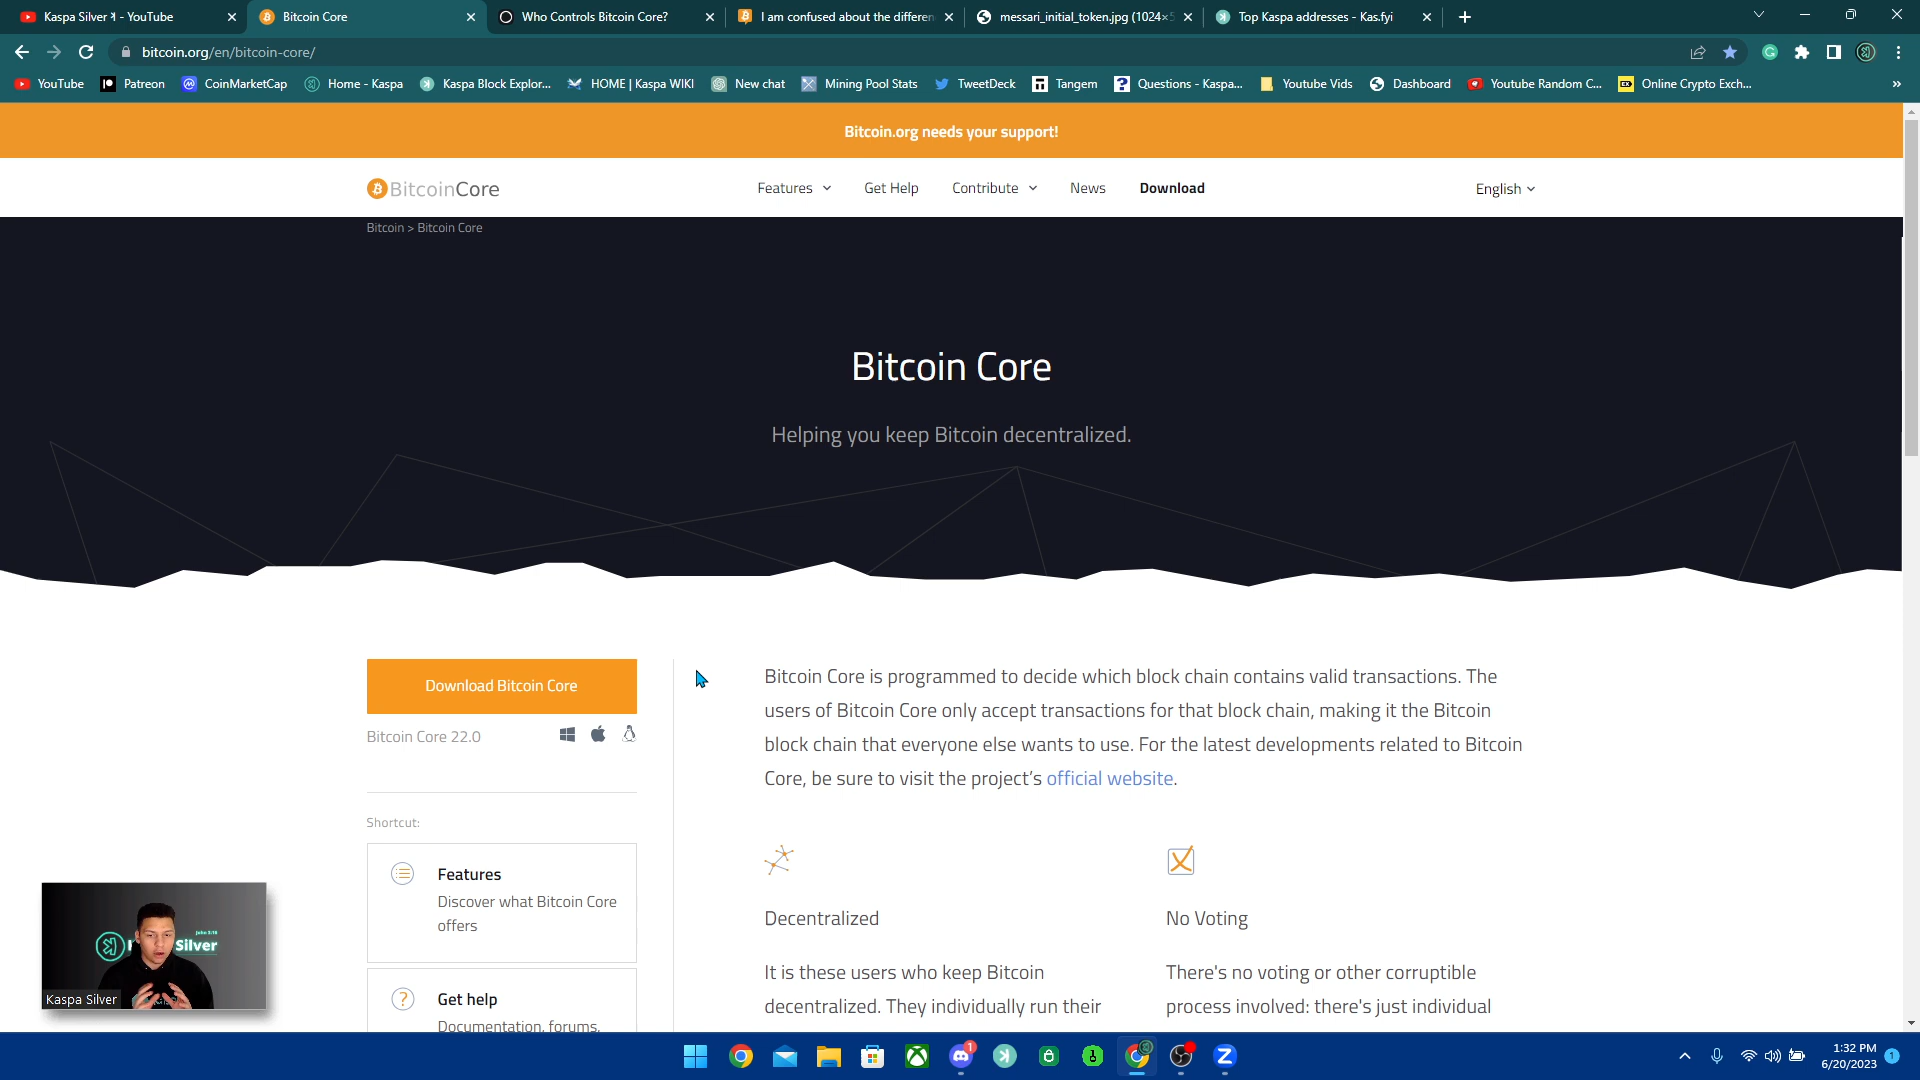 Kaspa Silver וּ - YouTube
Bitcoin Core
Who Controls Bitcoin Core?
I am confused about the differen
messari_initial_token.jpg (1024×5
Top Kaspa addresses - Kas.fyi
bitcoin.org/en/bitcoin-core/
YouTube
Patreon
CoinMarketCap
Home - Kaspa
Kaspa Block Explor...
HOME | Kaspa WIKI
New chat
Mining Pool Stats
TweetDeck
Tangem
Questions - Kaspa...
Youtube Vids
Dashboard
Youtube Random C...
Online Crypto Exch...
Bitcoin.org needs your support!
BitcoinCore
Features
Get Help
Contribute
News
Download
English
Bitcoin > Bitcoin Core
Bitcoin Core
Helping you keep Bitcoin decentralized.
Download Bitcoin Core
Bitcoin Core 22.0
Shortcut:
Features
Discover what Bitcoin Core
offers
Get help
Documentation, forums,
Bitcoin Core is programmed to decide which block chain contains valid transactions. The
users of Bitcoin Core only accept transactions for that block chain, making it the Bitcoin
block chain that everyone else wants to use. For the latest developments related to Bitcoin
Core, be sure to visit the project's official website.
Decentralized
It is these users who keep Bitcoin
decentralized. They individually run their
No Voting
There's no voting or other corruptible
process involved: there's just individual
John 3:16
Silver
Kaspa Silver
1
1:32 PM
6/20/2023
1